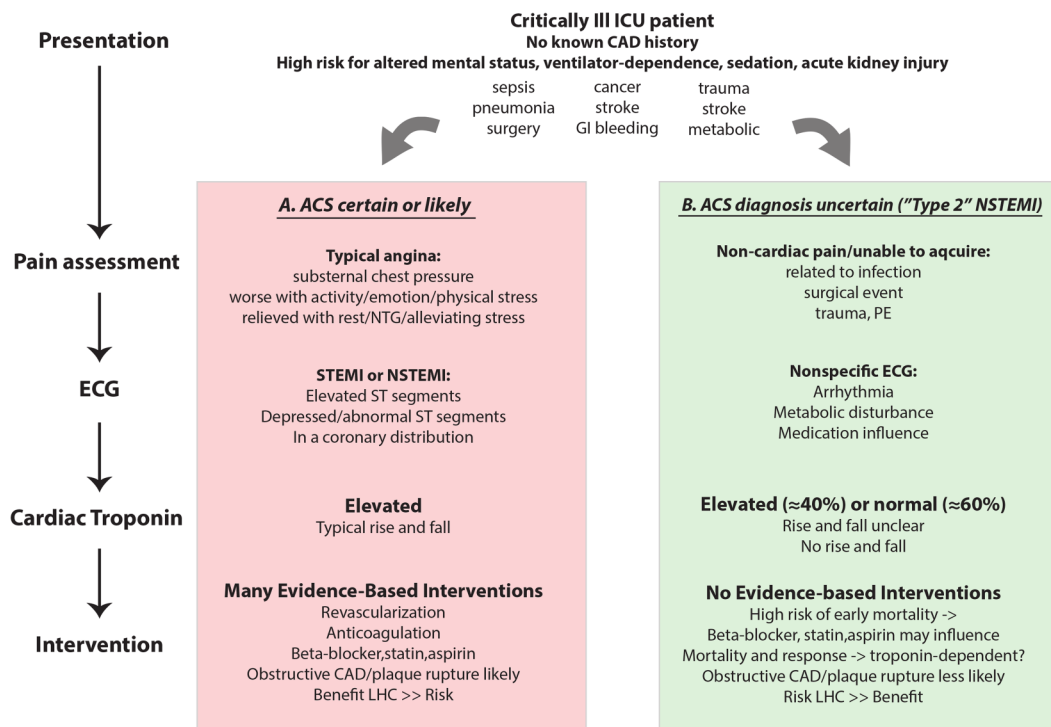 Presentation
Critically Ill ICU patient
No known CAD history
High risk for altered mental status, ventilator-dependence, sedation, acute kidney injury
sepsis cancer trauma
pneumonia stroke stroke
surgery GI bleeding metabolic
A. ACS certain or likely
B. ACS diagnosis uncertain ("Type 2" NSTEMI)
Pain assessment
Typical angina:
substernal chest pressure
worse with activity/emotion/physical stress
relieved with rest/NTG/alleviating stress
Non-cardiac pain/unable to aqcuire:
related to infection
surgical event
trauma, PE
ECG
STEMI or NSTEMI:
Elevated ST segments
Depressed/abnormal ST segments
In a coronary distribution
Nonspecific ECG:
Arrhythmia
Metabolic disturbance
Medication influence
Cardiac Troponin
Elevated
Typical rise and fall
Elevated (≈40%) or normal (≈60%)
Rise and fall unclear
No rise and fall
Intervention
Many Evidence-Based Interventions
Revascularization
Anticoagulation
Beta-blocker,statin,aspirin
Obstructive CAD/plaque rupture likely
Benefit LHC >> Risk
No Evidence-based Interventions
High risk of early mortality ->
Beta-blocker, statin,aspirin may influence
Mortality and response -> troponin-dependent?
Obstructive CAD/plaque rupture less likely
Risk LHC >> Benefit